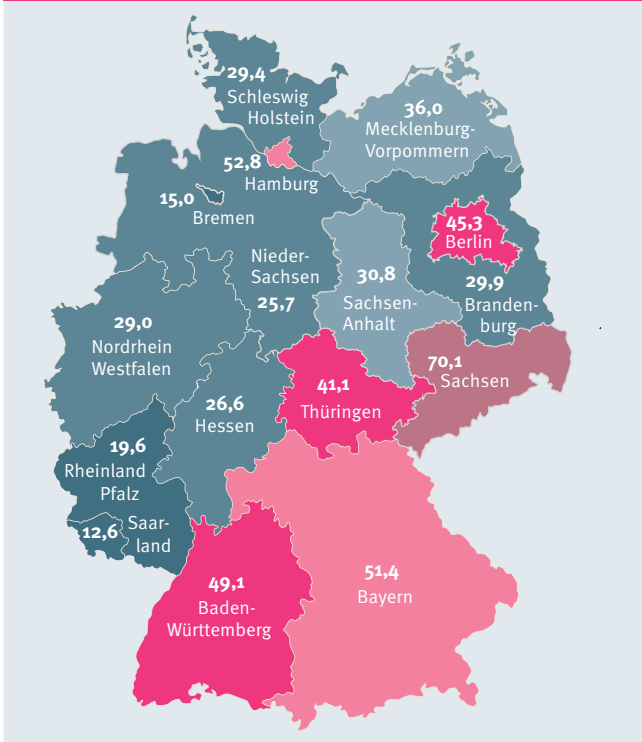 29,4
Schleswig
Holstein
36,0
Mecklenburg-
Vorpommern
52,8
Hamburg
15,0
Bremen
45,3
Berlin
Nieder-
Sachsen
25,7
30,8
Sachsen-
Anhalt
29,9
Branden-
burg
29,0
Nordrhein
Westfalen
70,1
Sachsen
41,1
Thüringen
26,6
Hessen
19,6
Rheinland
Pfalz
12,6
Saar-
land
49,1
Baden-
Württemberg
51,4
Bayern